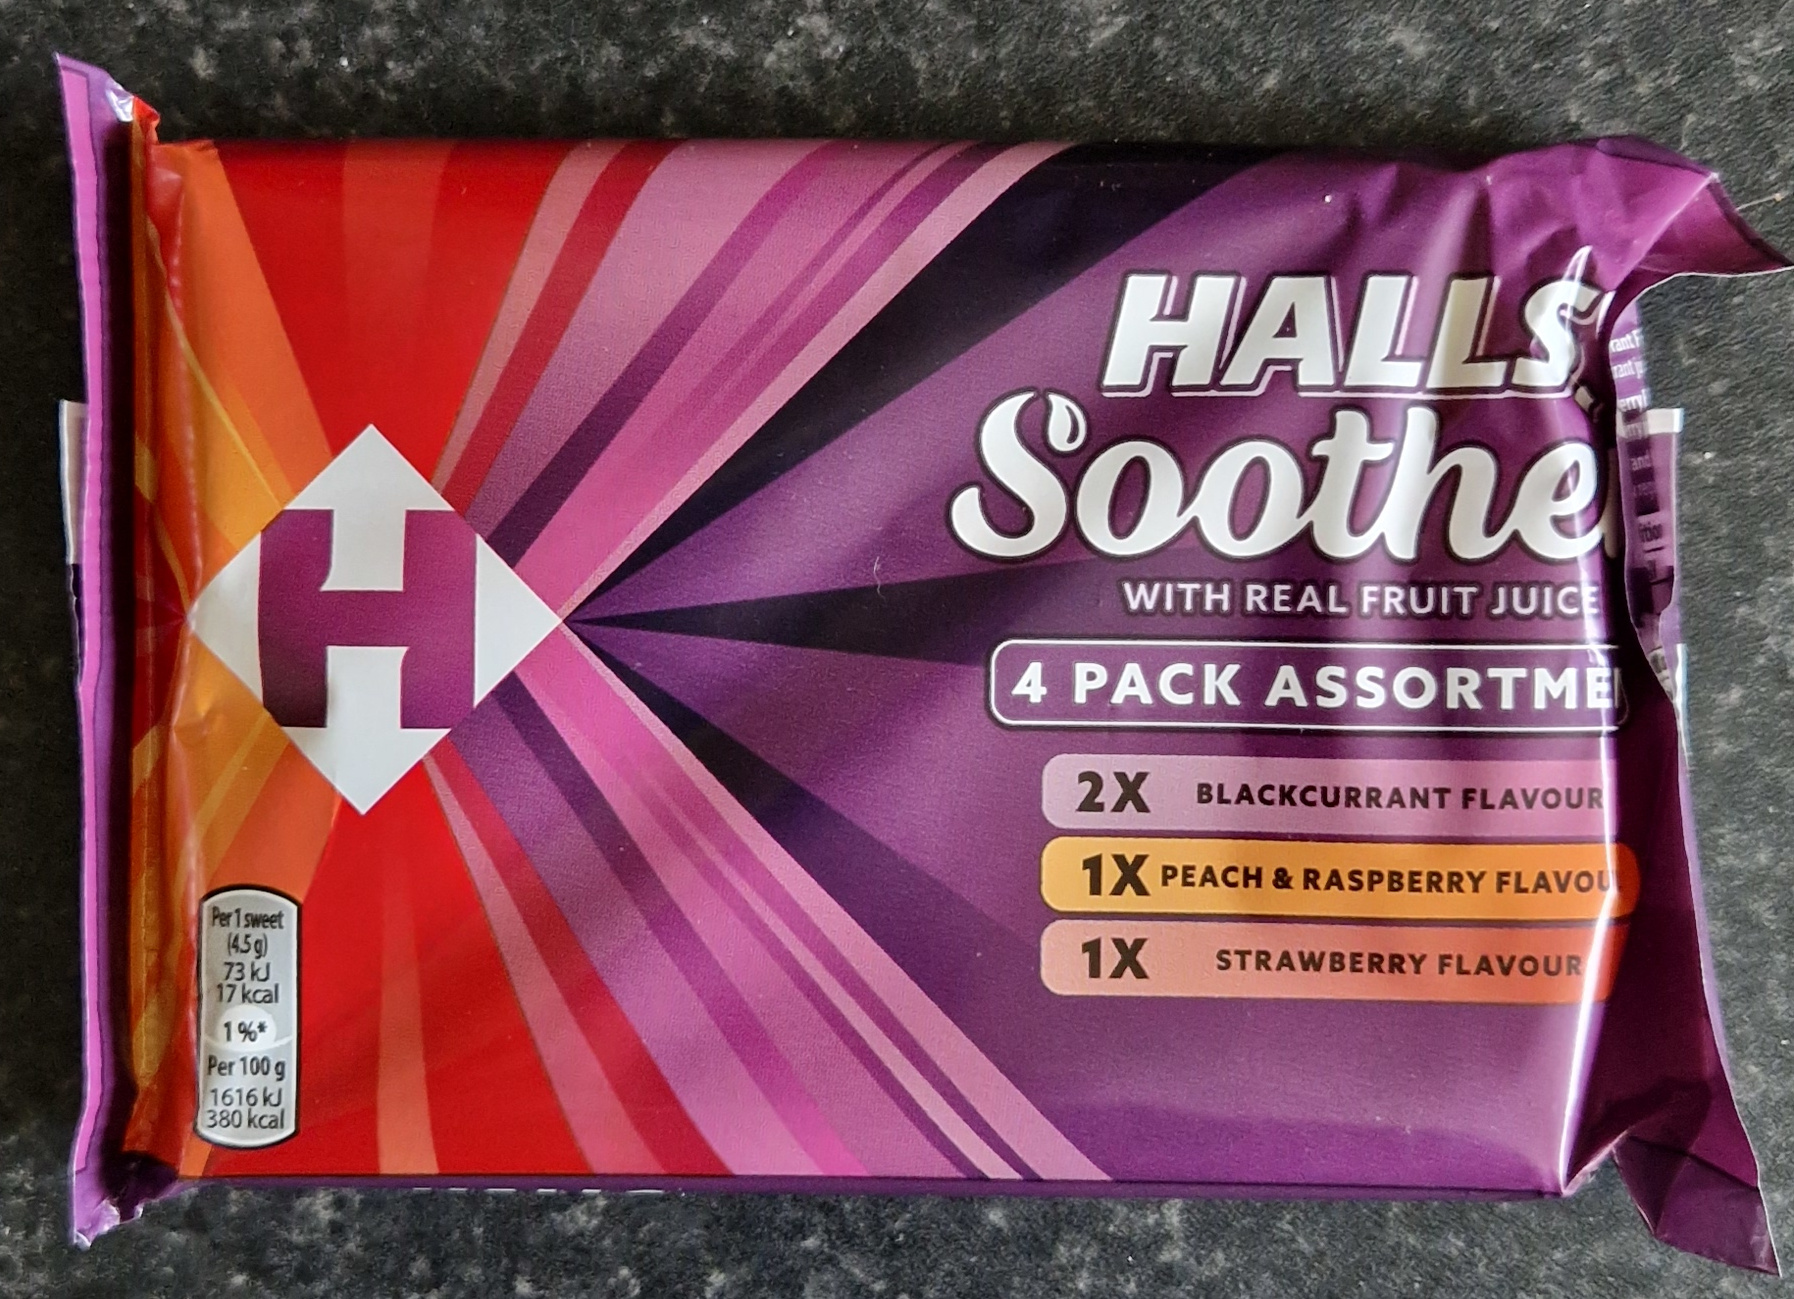 HALLS
Soothe
WITH REAL FRUIT JUICE
4 PACK ASSORTME
2X BLACKCURRANT FLAVOUR
1X PEACH & RASPBERRY FLAVOU
1X STRAWBERRY FLAVOUR
H
Per 1 sweet
(4.5 g)
73 kJ
17 kcal
1 %*
Per 100 g
1616 kJ
380 kcal